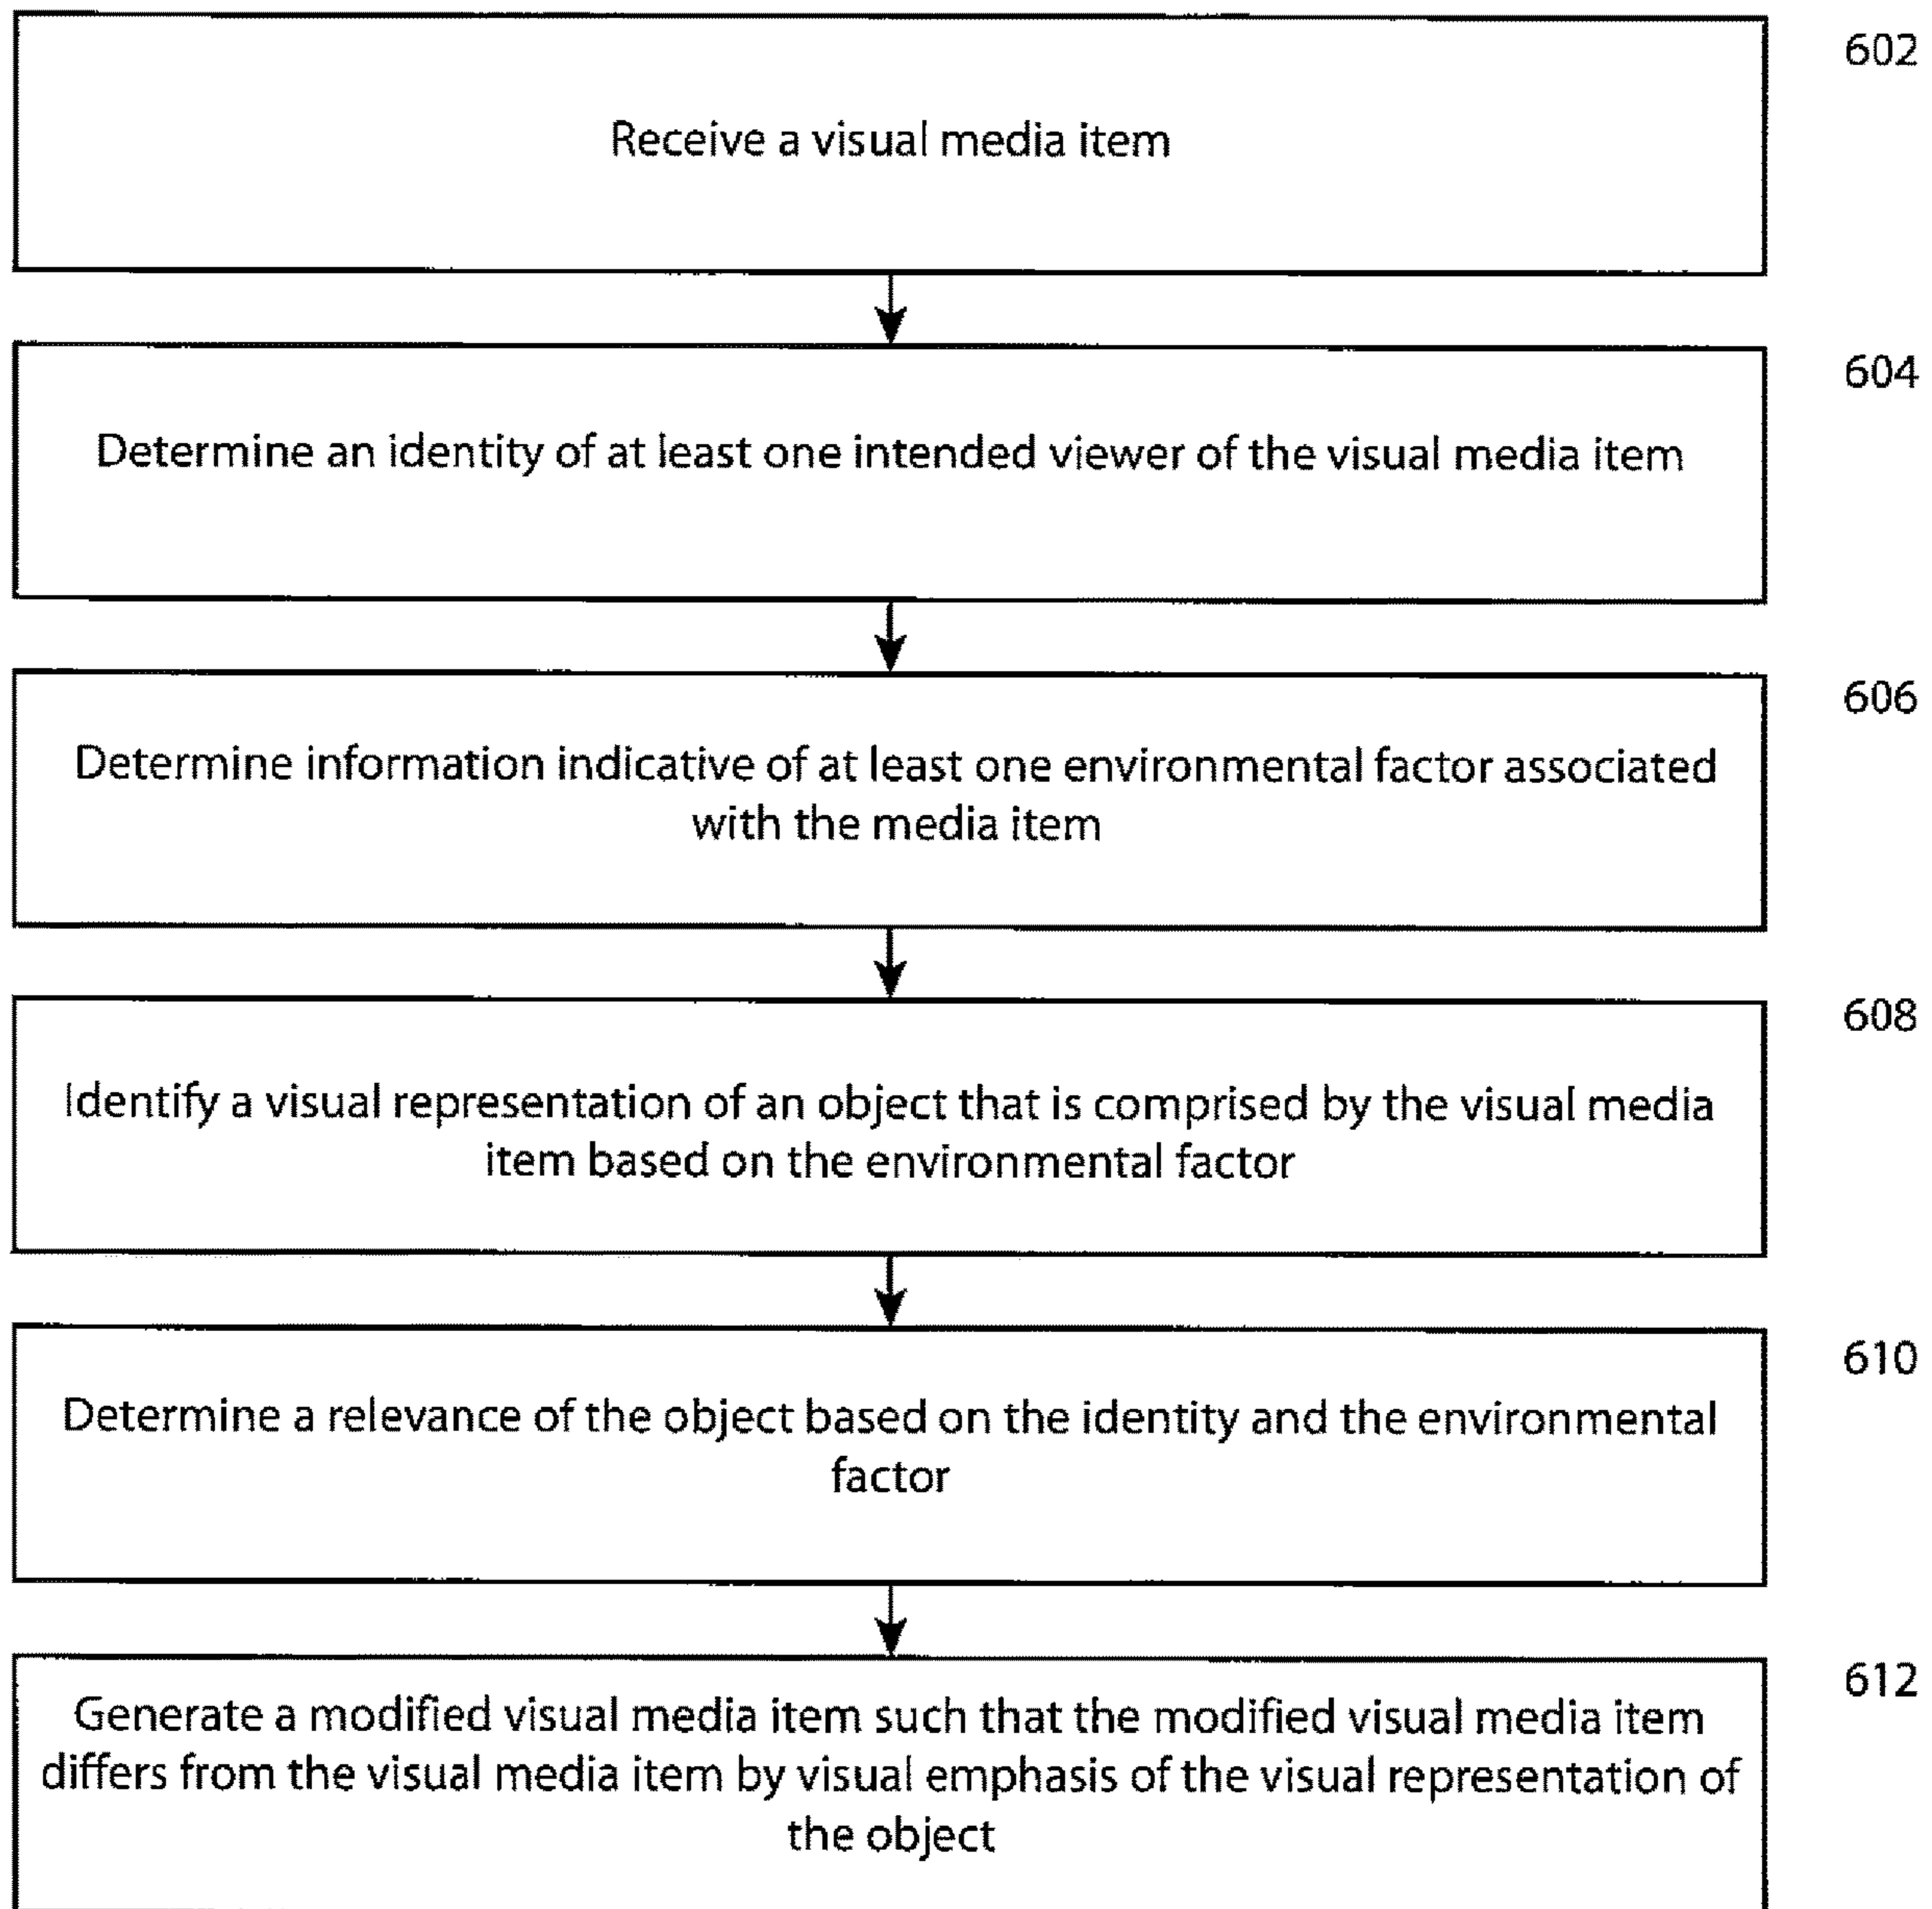 602
Receive a visual media item
604
Determine an identity of at least one intended viewer of the visual media item
606
Determine information indicative of at least one environmental factor associated
with the media item
608
Identify a visual representation of an object that is comprised by the visual media
item based on the environmental factor
610
Determine a relevance of the object based on the identity and the environmental
factor
612
Generate a modified visual media item such that the modified visual media item
differs from the visual media item by visual emphasis of the visual representation of
the object